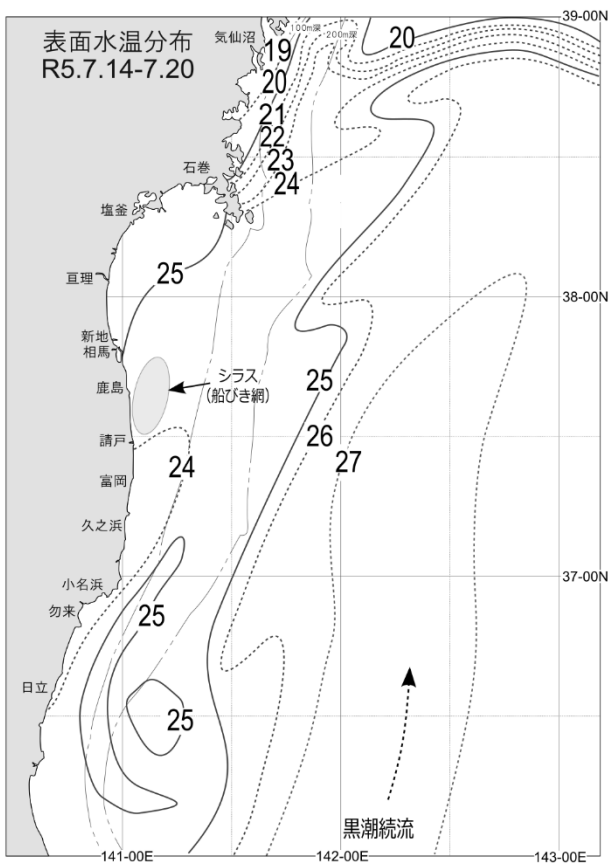 表面水温分布
R5.7.14-7.20
気仙沼
100m深
200m深
39-00N
19
20
20
21
22
23
24
石巻
塩釜
25
亘理
38-00N
新地
相馬
鹿島
シラス
(船びき網)
25
26
27
請戸
24
富岡
久之浜
37-00N
小名浜
勿来
25
日立
25
黒潮続流
141-00E
142-00E
143-00E